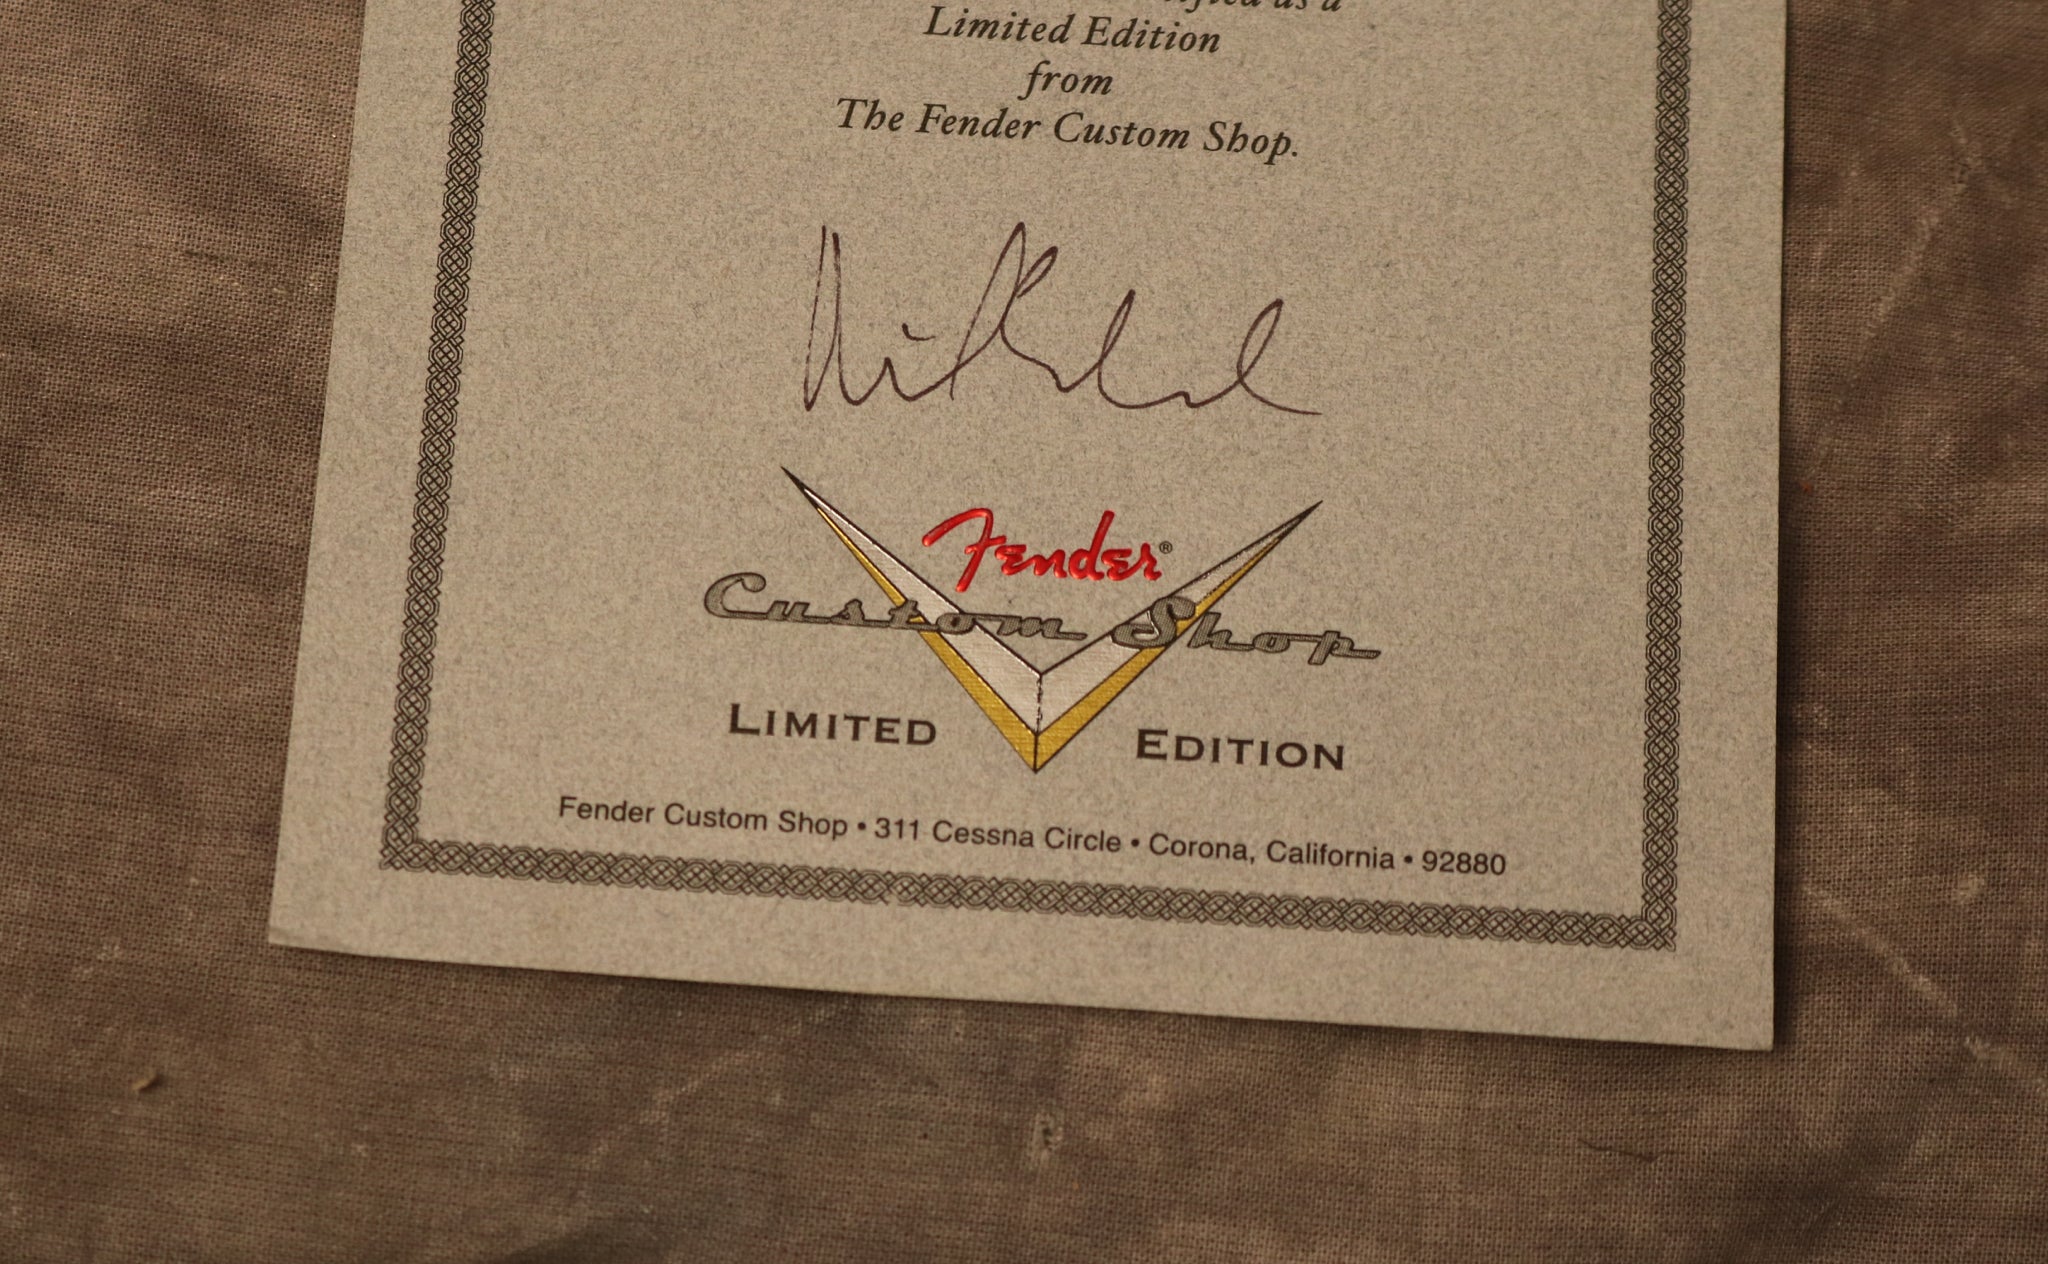 as a
Limited Edition
from
The Fender Custom Shop.
Fender®
Custom Shop
LIMITED EDITION
Fender Custom Shop • 311 Cessna Circle • Corona, California • 92880